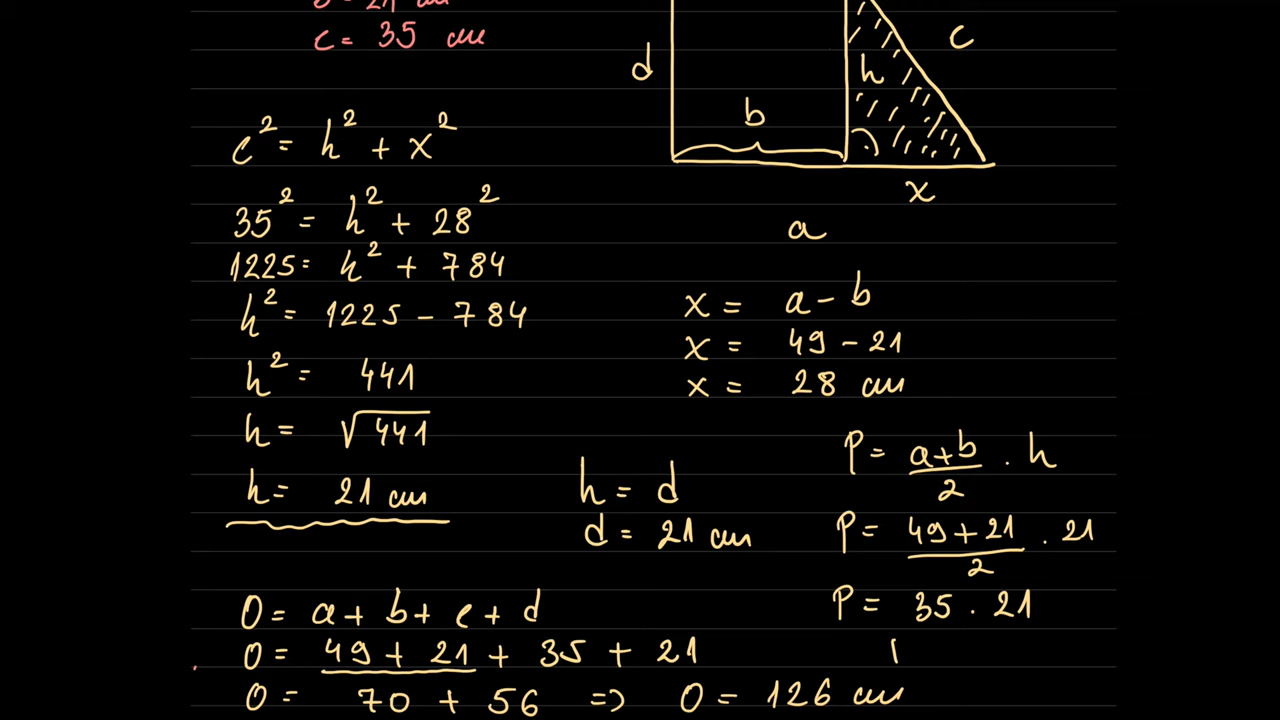 c = 35 cm
d
b
h
c
x
a
c² = h² + x²
35² = h² + 28²
1225 = h² + 784
h² = 1225 - 784
h² = 441
h = √441
h = 21 cm
x = a - b
x = 49 - 21
x = 28 cm
h = d
d = 21 cm
P = a+b/2 · h
P = 49+21/2 · 21
P = 35 · 21
O = a + b + c + d
O = 49 + 21 + 35 + 21
O = 70 + 56 => O = 126 cm